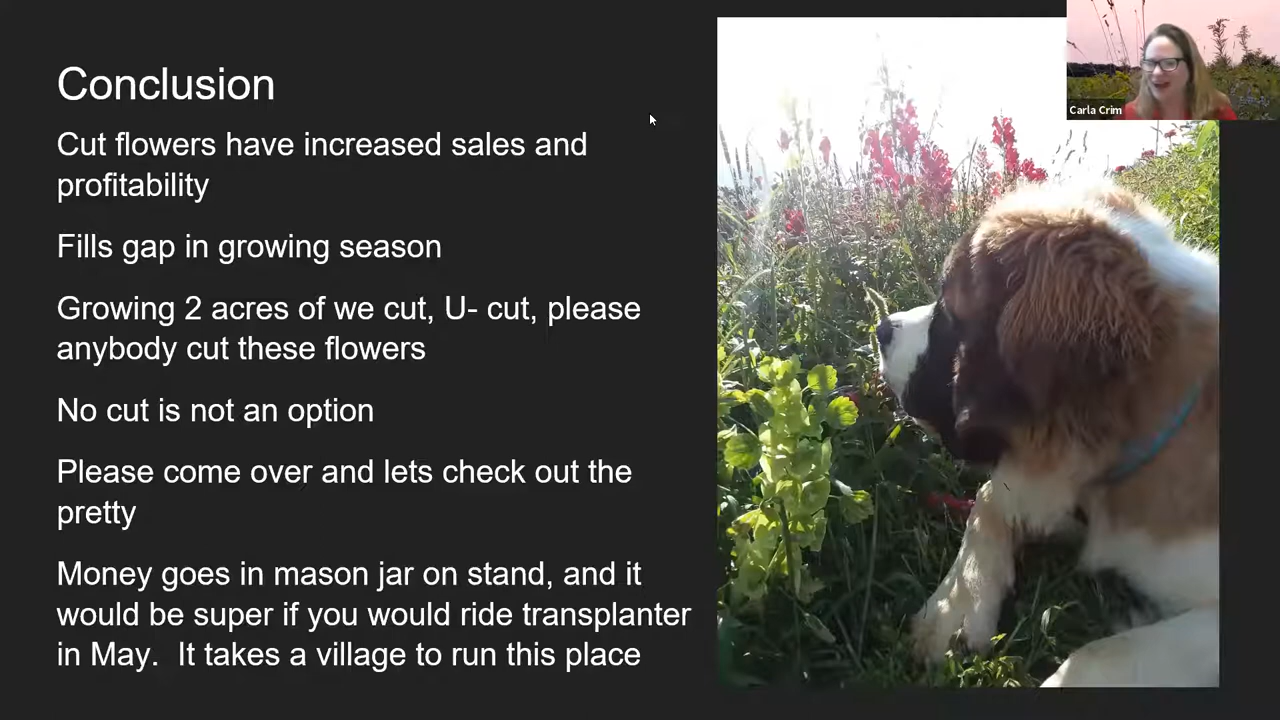 Conclusion
Cut flowers have increased sales and
profitability
Fills gap in growing season
Growing 2 acres of we cut, U- cut, please
anybody cut these flowers
No cut is not an option
Please come over and lets check out the
pretty
Money goes in mason jar on stand, and it
would be super if you would ride transplanter
in May.  It takes a village to run this place
Carla Crim